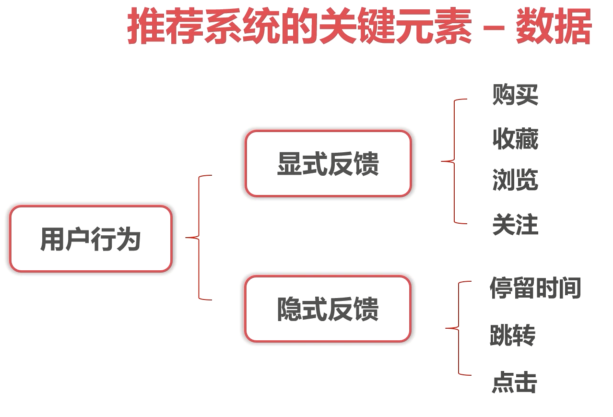 推荐系统的关键元素 – 数据
用户行为
显式反馈
购买
收藏
浏览
关注
隐式反馈
停留时间
跳转
点击